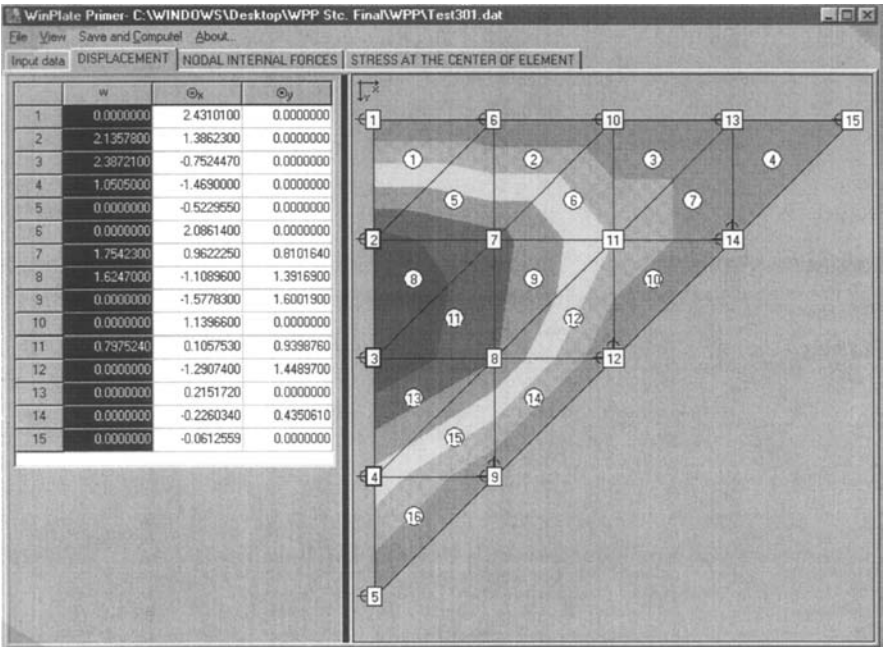 WinPlate Primer- C:\WINDOWS\Desktop\WPP Stc. Final\WPP\Test301.dat
File View Save and Compute! About..
Input data DISPLACEMENT NODAL INTERNAL FORCES STRESS AT THE CENTER OF ELEMENT
w Θx Θy
1 0.0000000 2.4310100 0.0000000
2 2.1357800 1.3862300 0.0000000
3 2.3872100 -0.7524470 0.0000000
4 1.0505000 -1.4690000 0.0000000
5 0.0000000 -0.5229550 0.0000000
6 0.0000000 2.0861400 0.0000000
7 1.7542300 0.9622250 0.8101640
8 1.6247000 -1.1089600 1.3916900
9 0.0000000 -1.5778300 1.6001900
10 0.0000000 1.1396600 0.0000000
11 0.7975240 0.1057530 0.9398760
12 0.0000000 -1.2907400 1.4489700
13 0.0000000 0.2151720 0.0000000
14 0.0000000 -0.2260340 0.4350610
15 0.0000000 -0.0612559 0.0000000
X
Y
1 6 10 13 15
1 2 3 4
5 6 7
2 7 11 14
8 9 10
11 12
3 8 12
13 14
15
4 9
16
5